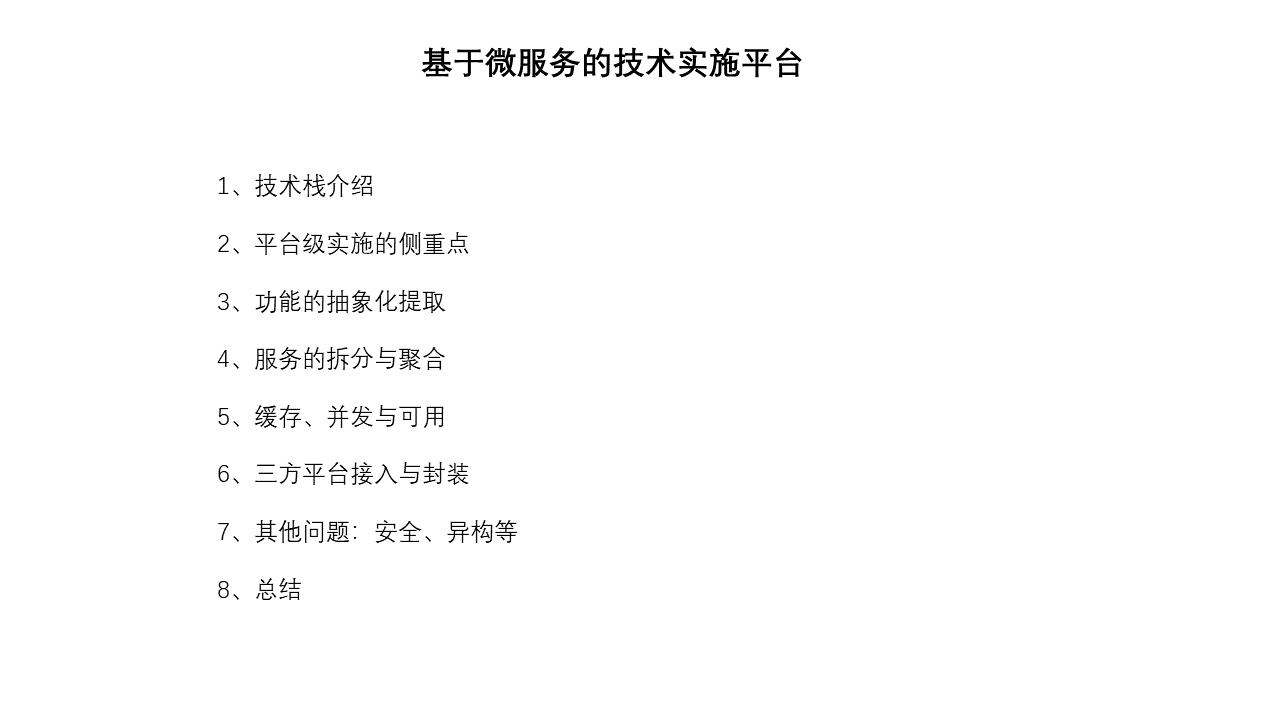 基于微服务的技术实施平台
1、技术栈介绍
2、平台级实施的侧重点
3、功能的抽象化提取
4、服务的拆分与聚合
5、缓存、并发与可用
6、三方平台接入与封装
7、其他问题：安全、异构等
8、总结